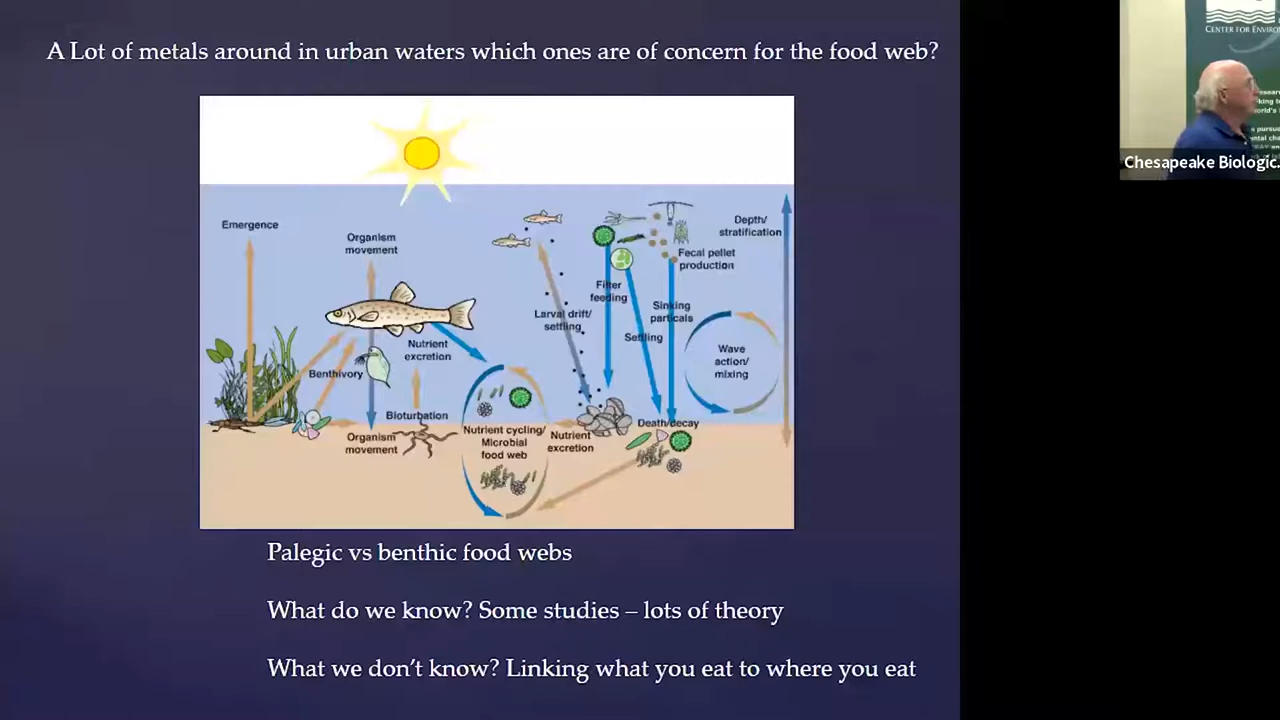 A Lot of metals around in urban waters which ones are of concern for the food web?
Emergence
Organism
movement
Depth/
stratification
Fecal pellet
production
Filter
feeding
Larval drift/
settling
Sinking
particals
Settling
Nutrient
excretion
Wave
action/
mixing
Benthivory
Bioturbation
Organism
movement
Nutrient cycling/
Microbial
food web
Nutrient
excretion
Death/decay
Palegic vs benthic food webs
What do we know? Some studies – lots of theory
What we don't know? Linking what you eat to where you eat
CENTER FOR
Chesapeake Biologic.